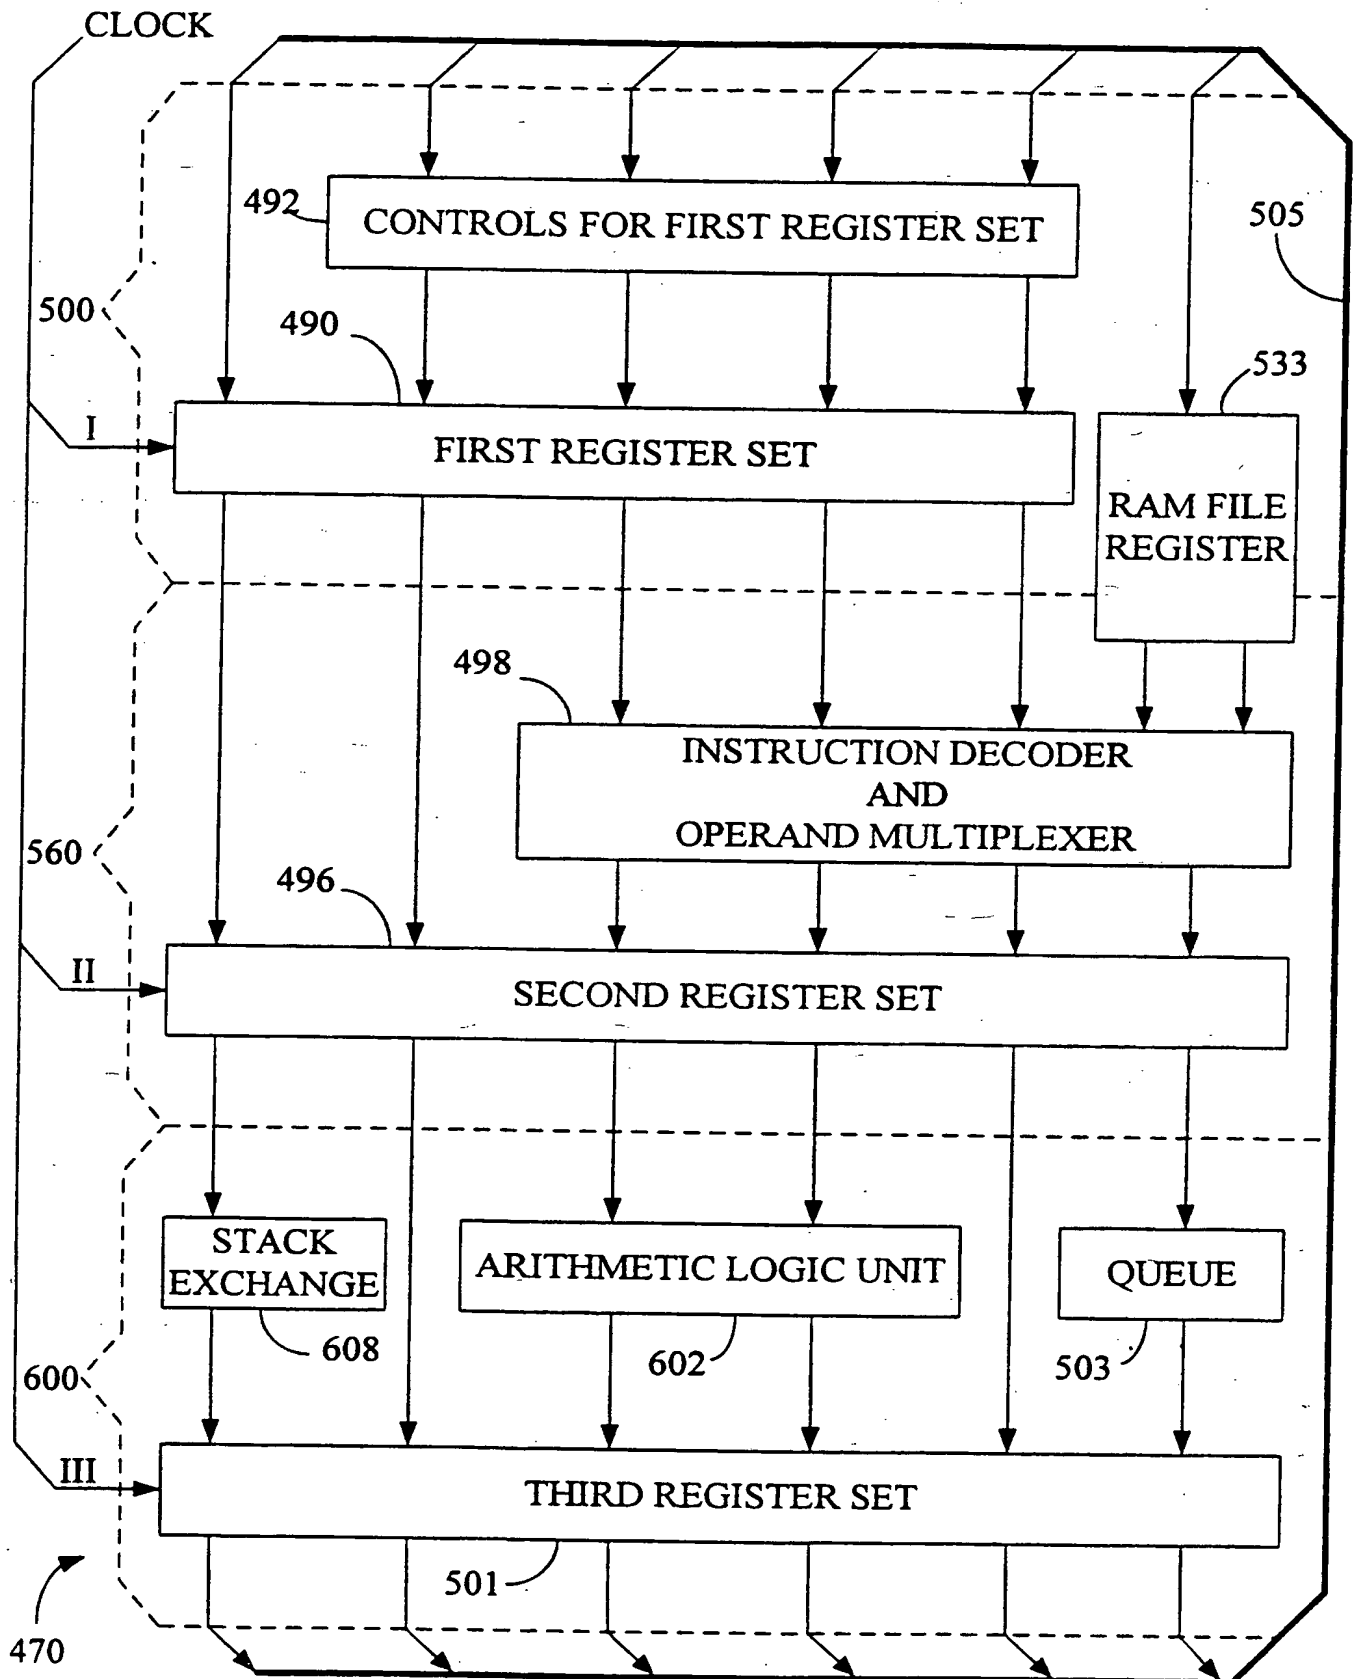 CLOCK
492
CONTROLS FOR FIRST REGISTER SET
505
500
490
533
I
FIRST REGISTER SET
RAM FILE
REGISTER
498
INSTRUCTION DECODER
AND
OPERAND MULTIPLEXER
560
496
II
SECOND REGISTER SET
STACK
EXCHANGE
ARITHMETIC LOGIC UNIT
QUEUE
608
602
503
600
III
THIRD REGISTER SET
501
470